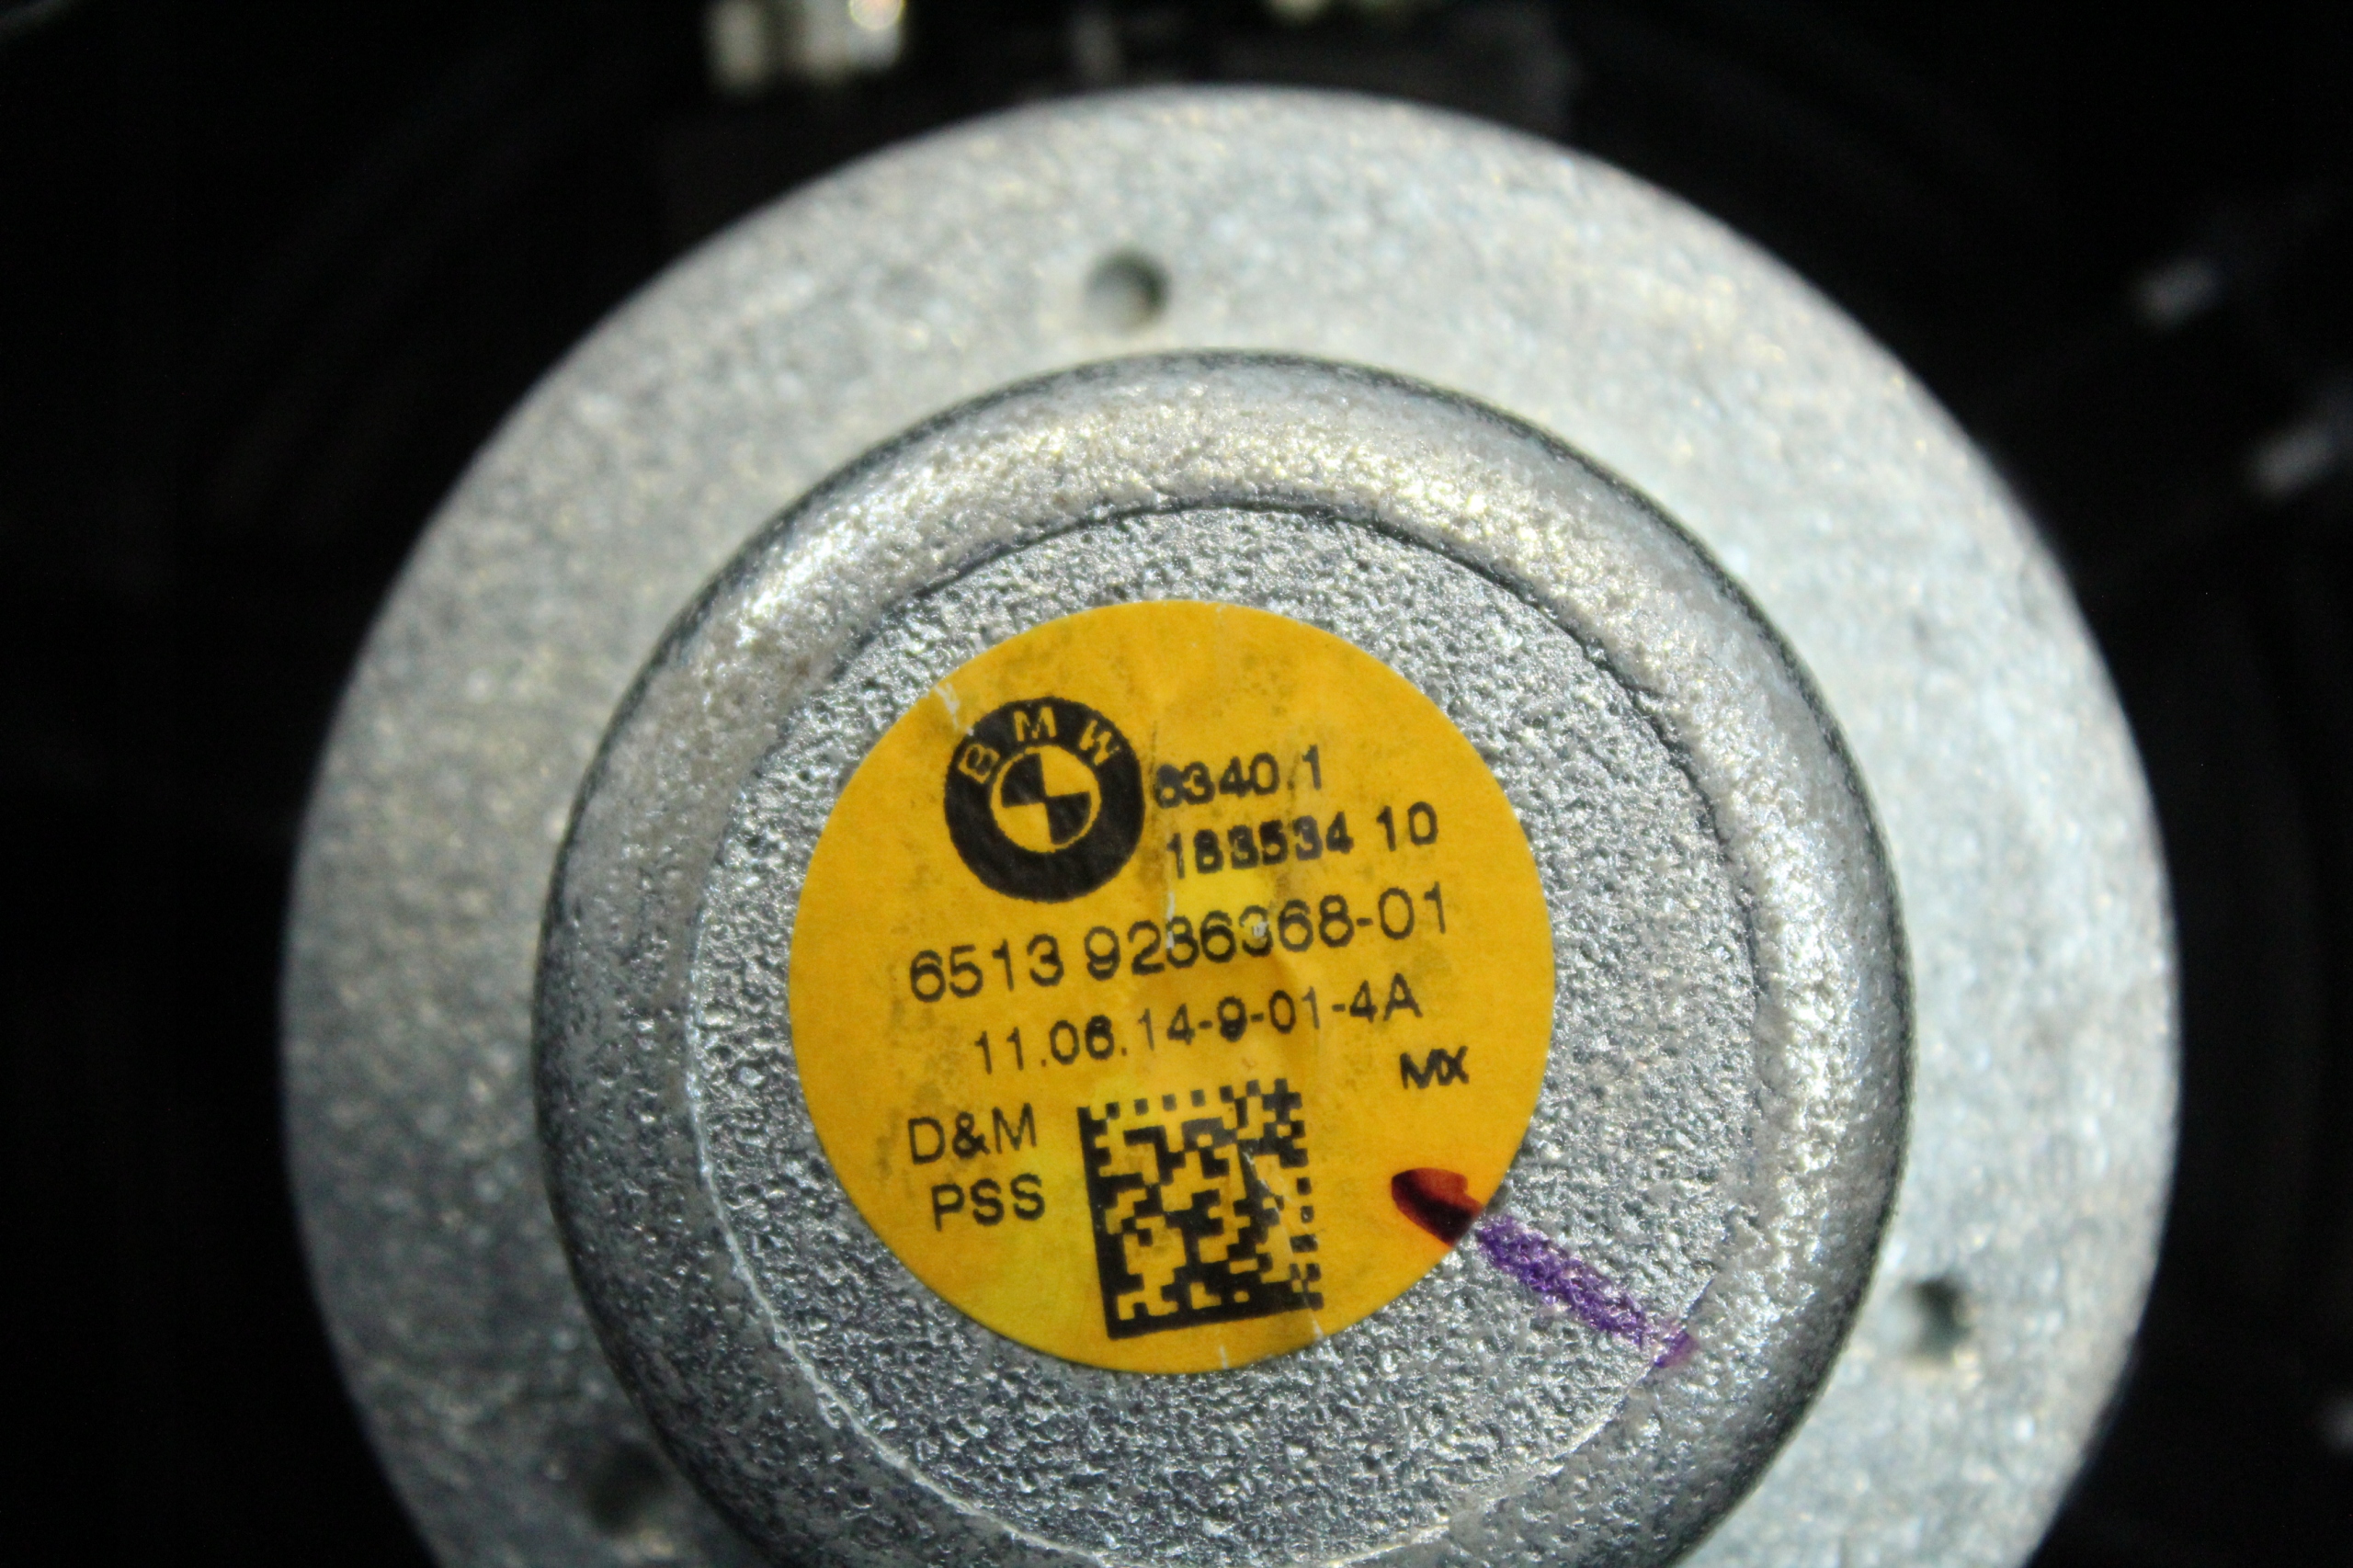 BMW
6340.1
183534 10
6513 9286368-01
11.06.14-9-01-4A
MX
D&M
PSS